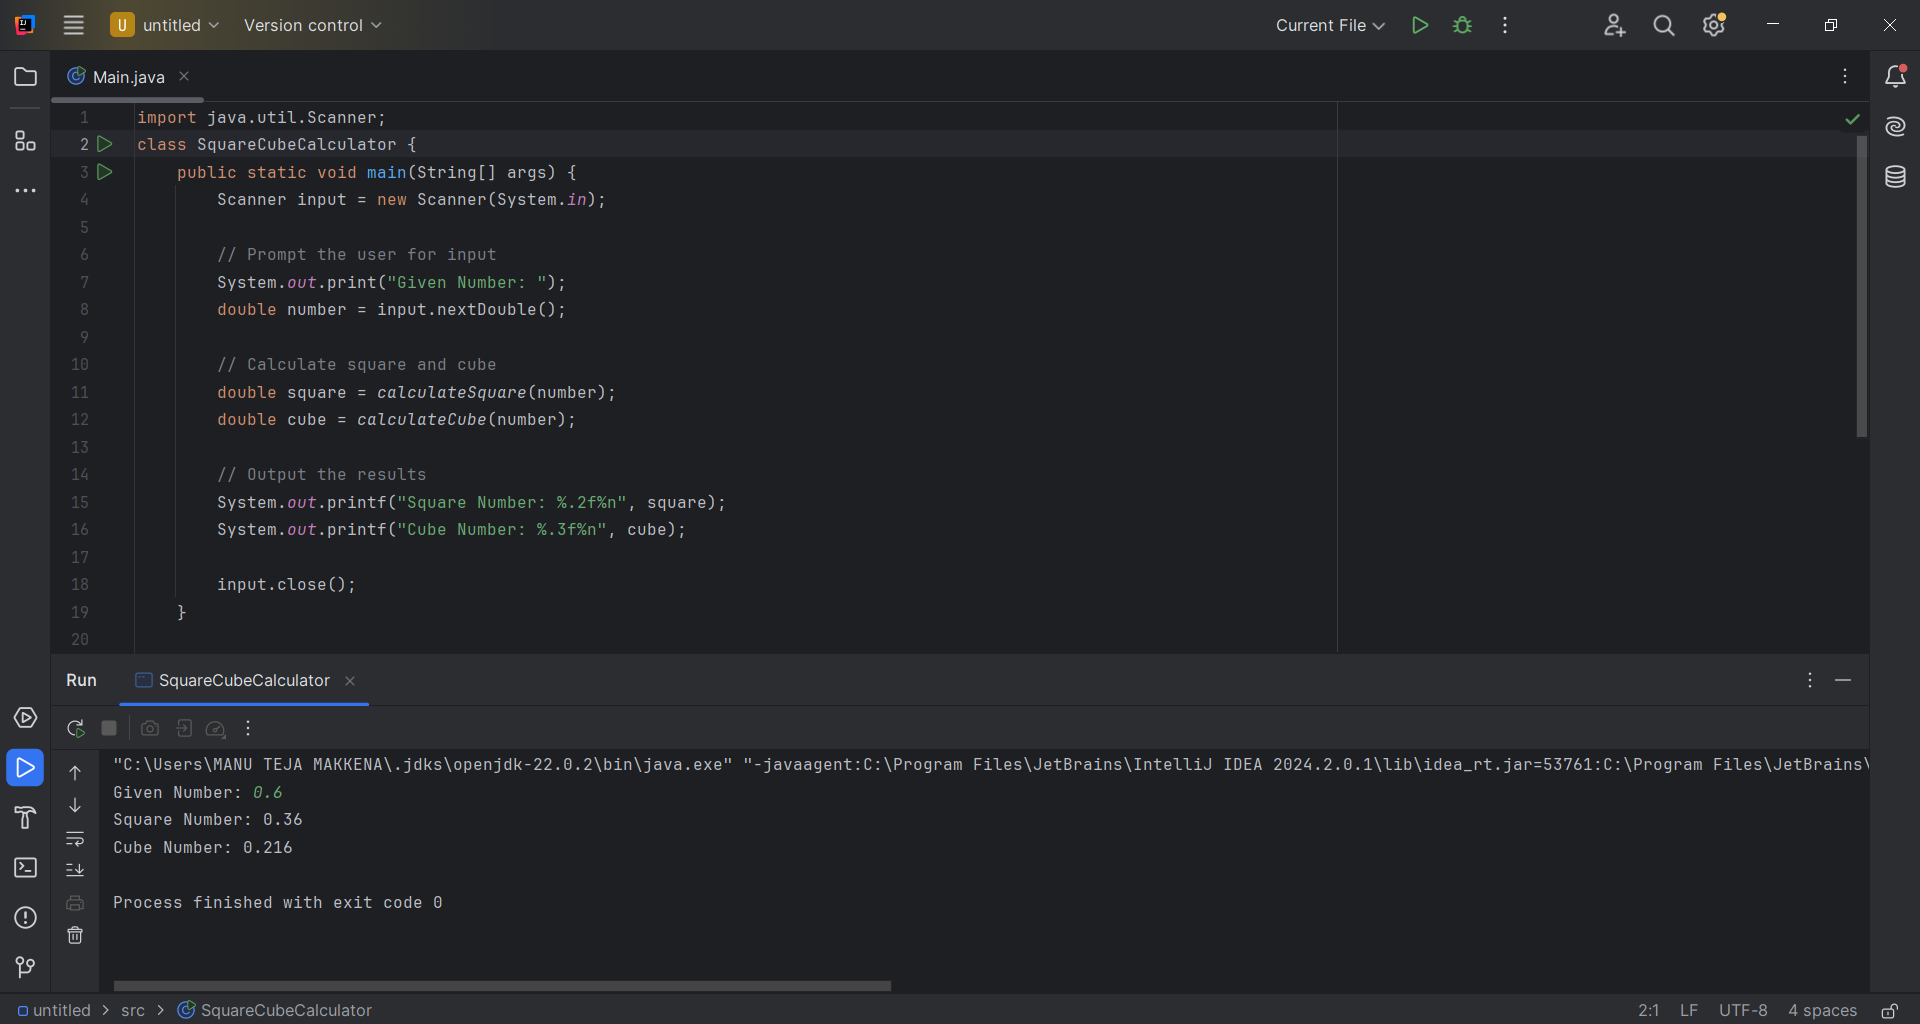 U untitled Version control Current File
Main.java
1 import java.util.Scanner;
2 class SquareCubeCalculator {
3 public static void main(String[] args) {
4 Scanner input = new Scanner(System.in);
5
6 // Prompt the user for input
7 System.out.print("Given Number: ");
8 double number = input.nextDouble();
9
10 // Calculate square and cube
11 double square = calculateSquare(number);
12 double cube = calculateCube(number);
13
14 // Output the results
15 System.out.printf("Square Number: %.2f%n", square);
16 System.out.printf("Cube Number: %.3f%n", cube);
17
18 input.close();
19 }
20
Run SquareCubeCalculator
"C:\Users\MANU TEJA MAKKENA\.jdks\openjdk-22.0.2\bin\java.exe" "-javaagent:C:\Program Files\JetBrains\IntelliJ IDEA 2024.2.0.1\lib\idea_rt.jar=53761:C:\Program Files\JetBrains\
Given Number: 0.6
Square Number: 0.36
Cube Number: 0.216
Process finished with exit code 0
untitled > src > SquareCubeCalculator 2:1 LF UTF-8 4 spaces